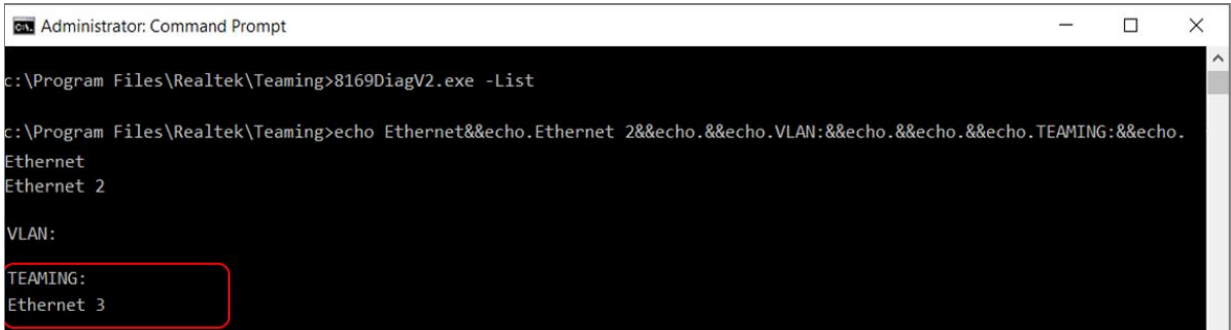 Administrator: Command Prompt
c:\Program Files\Realtek\Teaming>8169DiagV2.exe -List
c:\Program Files\Realtek\Teaming>echo Ethernet&&echo.Ethernet 2&&echo.&&echo.VLAN:&&echo.&&echo.&&echo.TEAMING:&&echo.
Ethernet
Ethernet 2
VLAN:
TEAMING:
Ethernet 3